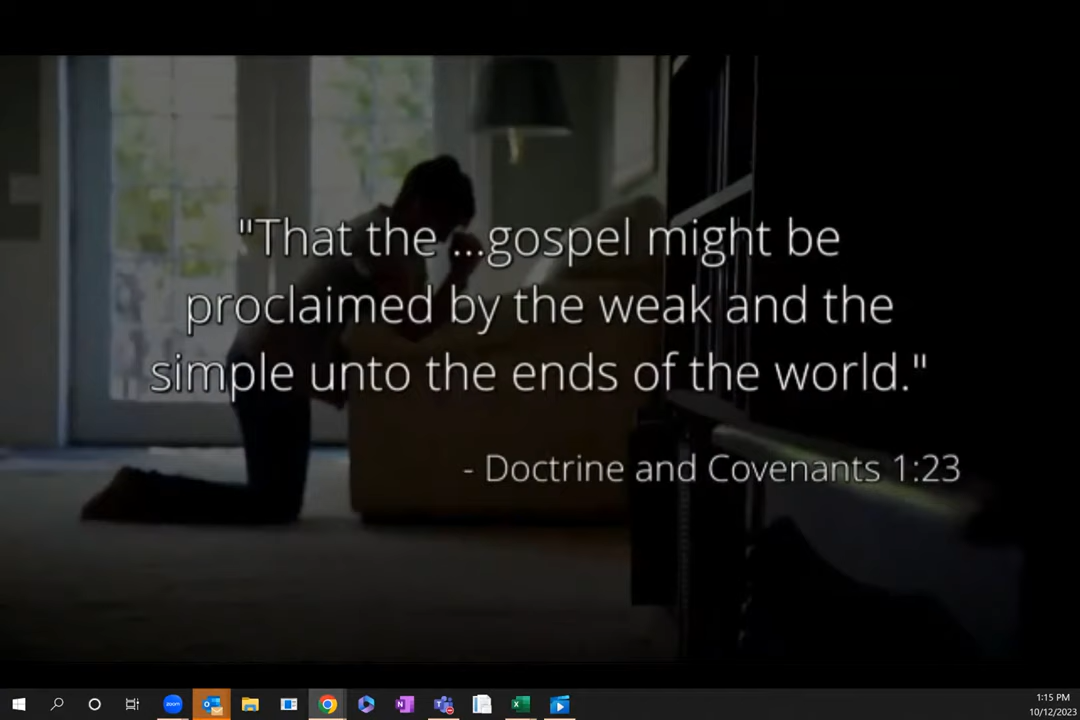 "That the ...gospel might be
proclaimed by the weak and the
simple unto the ends of the world."
- Doctrine and Covenants 1:23
zoom
1:15 PM
10/12/2023